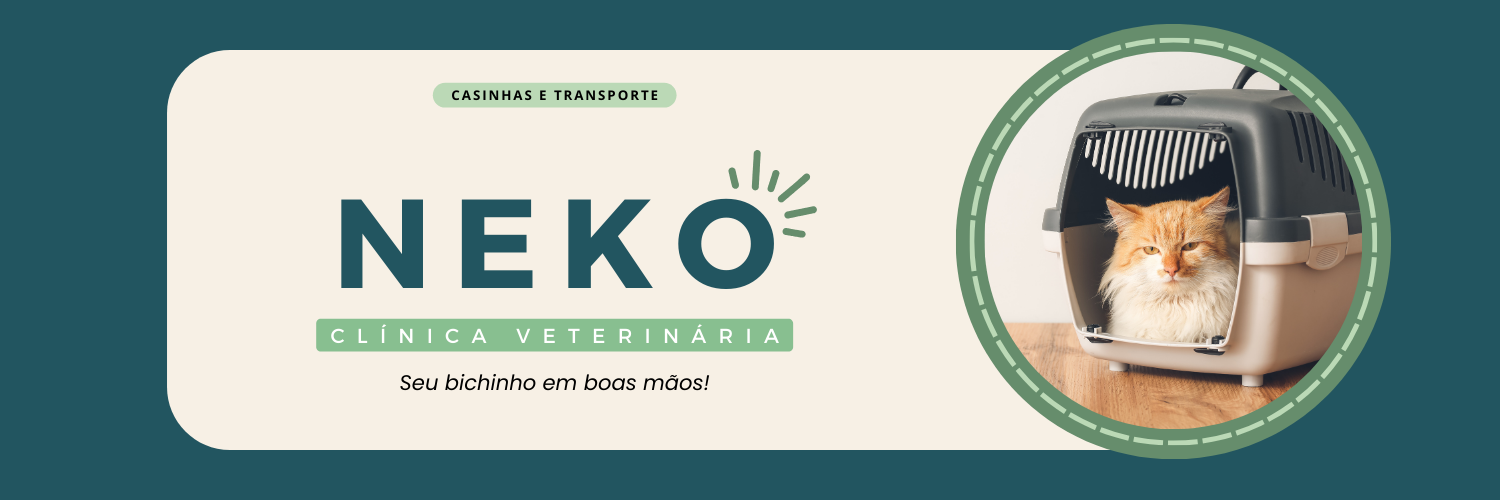 CASINHAS E TRANSPORTE
NEKO
CLÍNICA VETERINÁRIA
Seu bichinho em boas mãos!